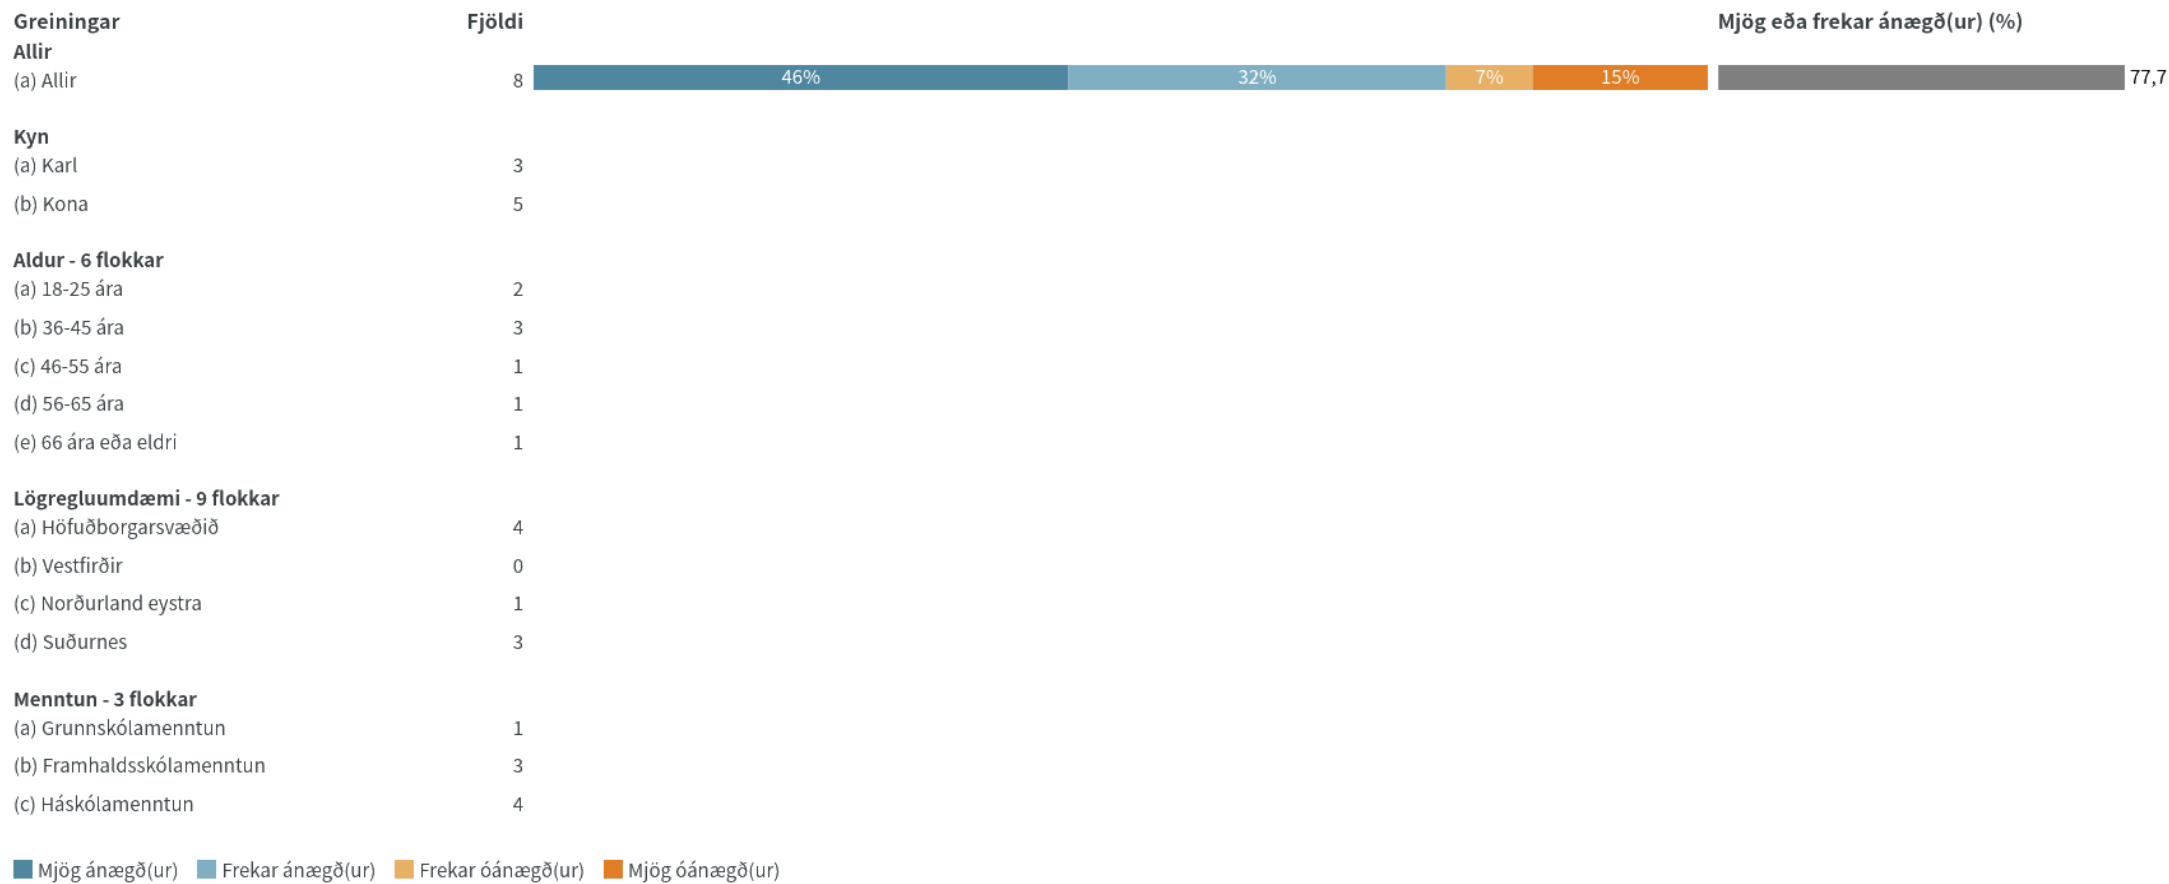 Greiningar Fjöldi Mjög eða frekar ánægð(ur) (%)
Allir
(a) Allir 8 46% 32% 7% 15% 77,7
Kyn
(a) Karl 3
(b) Kona 5
Aldur - 6 flokkar
(a) 18-25 ára 2
(b) 36-45 ára 3
(c) 46-55 ára 1
(d) 56-65 ára 1
(e) 66 ára eða eldri 1
Lögregluumdæmi - 9 flokkar
(a) Höfuðborgarsvæðið 4
(b) Vestfirðir 0
(c) Norðurland eystra 1
(d) Suðurnes 3
Menntun - 3 flokkar
(a) Grunnskólamenntun 1
(b) Framhaldsskólamenntun 3
(c) Háskólamenntun 4
Mjög ánægð(ur) Frekar ánægð(ur) Frekar óánægð(ur) Mjög óánægð(ur)